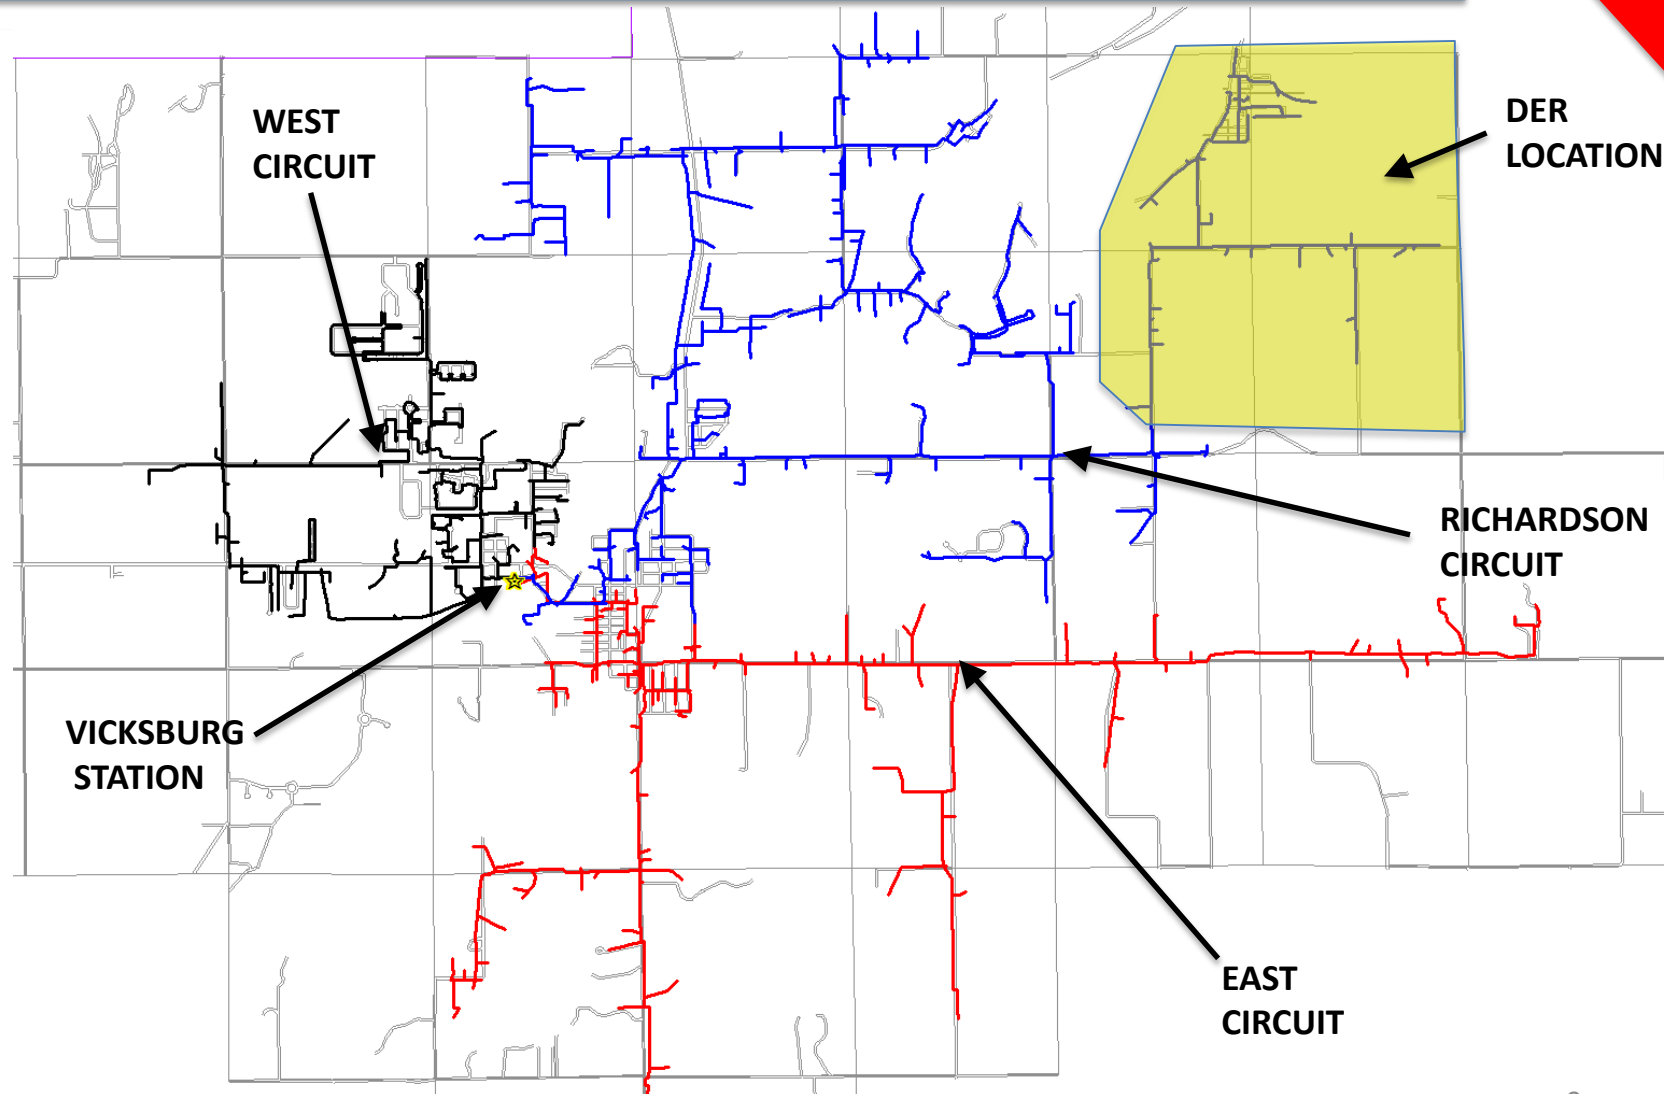 WEST
CIRCUIT
DER
LOCATION
RICHARDSON
CIRCUIT
VICKSBURG
STATION
EAST
CIRCUIT